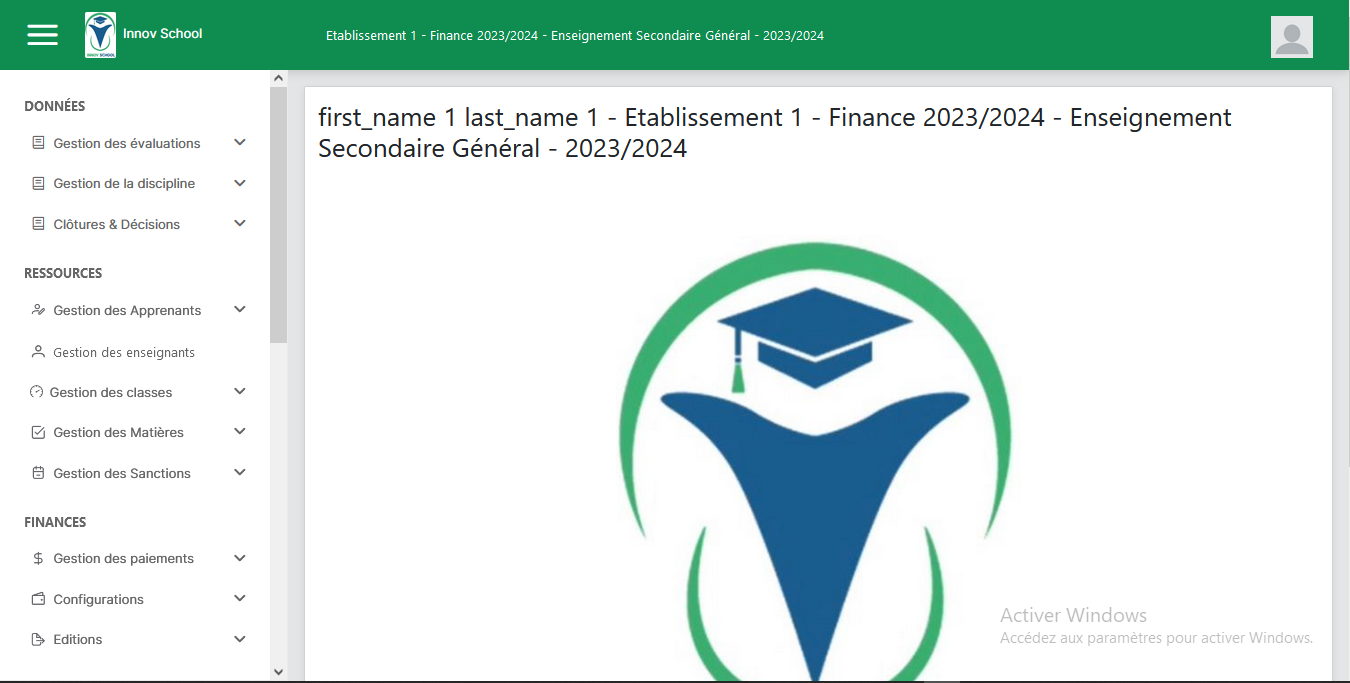 Innov School
Etablissement 1 - Finance 2023/2024 - Enseignement Secondaire Général - 2023/2024
INNOV SCHOOL
DONNÉES
Gestion des évaluations
Gestion de la discipline
Clôtures & Décisions
RESSOURCES
Gestion des Apprenants
Gestion des enseignants
Gestion des classes
Gestion des Matières
Gestion des Sanctions
FINANCES
Gestion des paiements
Configurations
Editions
first_name 1 last_name 1 - Etablissement 1 - Finance 2023/2024 - Enseignement
Secondaire Général - 2023/2024
Activer Windows
Accédez aux paramètres pour activer Windows.